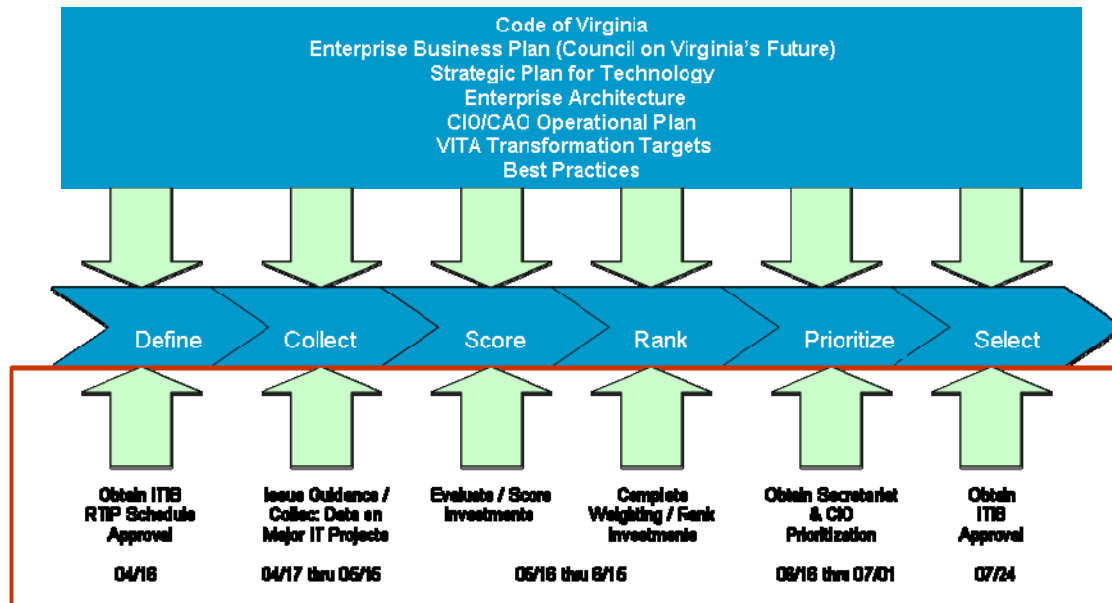 Code of Virginia
Enterprise Business Plan (Council on Virginia's Future)
Strategic Plan for Technology
Enterprise Architecture
CIO/CAO Operational Plan
VITA Transformation Targets
Best Practices
Define
Collect
Score
Rank
Prioritize
Select
Obtain ITIB
RTIP Schedule
Approval
04/16
Issue Guidance /
Collect Data on
Major IT Projects
04/17 thru 05/15
Evaluate / Score
Investments
Complete
Weighting / Rank
Investments
05/16 thru 6/15
Obtain Secretariat
& CIO
Prioritization
06/16 thru 07/01
Obtain
ITIB
Approval
07/24